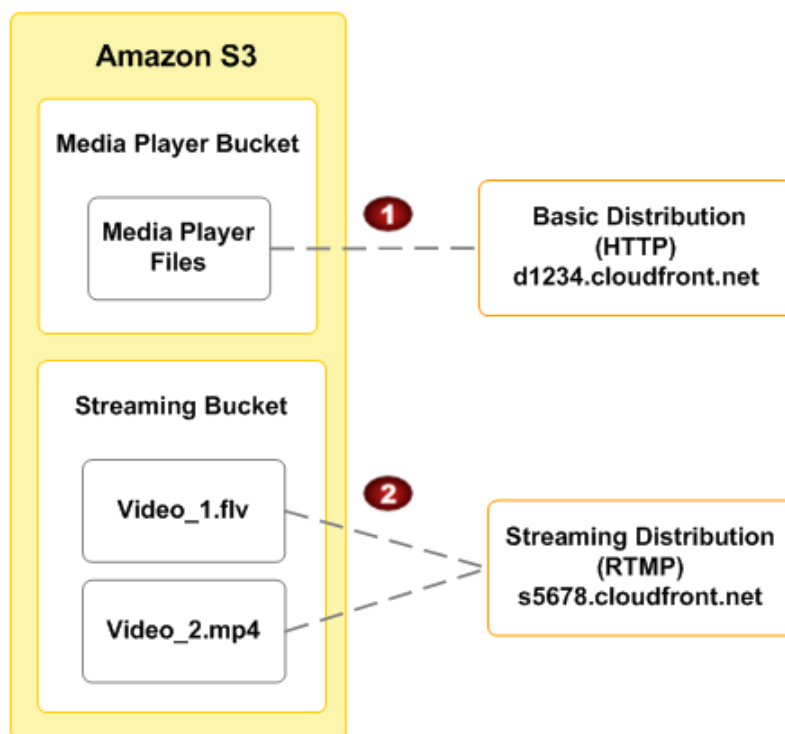 Amazon S3
Media Player Bucket
Media Player
Files
1
Basic Distribution
(HTTP)
d1234.cloudfront.net
Streaming Bucket
Video_1.flv
Video_2.mp4
2
Streaming Distribution
(RTMP)
s5678.cloudfront.net